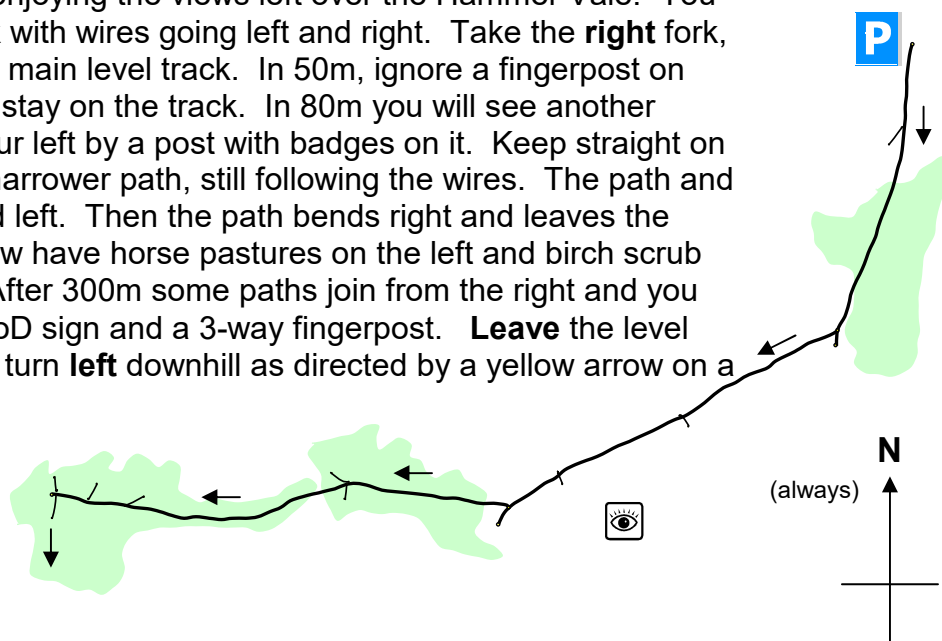 enjoying the views left over the Hammer Vale. You
with wires going left and right. Take the right fork,
main level track. In 50m, ignore a fingerpost on
stay on the track. In 80m you will see another
left by a post with badges on it. Keep straight on
narrower path, still following the wires. The path and
left. Then the path bends right and leaves the
have horse pastures on the left and birch scrub
After 300m some paths join from the right and you
oD sign and a 3-way fingerpost. Leave the level
turn left downhill as directed by a yellow arrow on a
P
N
(always)